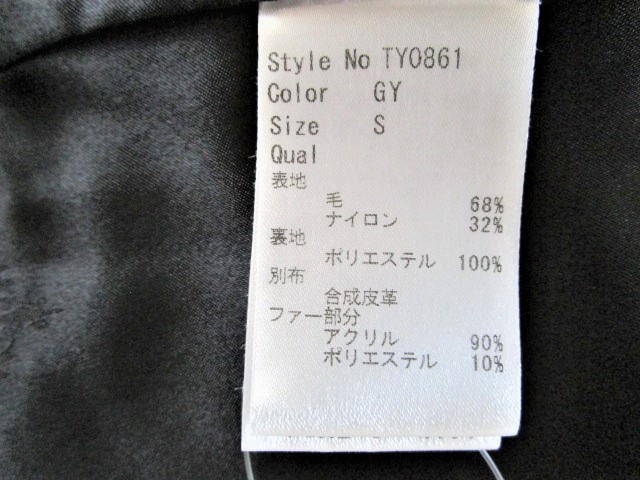 Style No TY0861
Color GY
Size S
Qual
表地
毛 68%
ナイロン 32%
裏地
ポリエステル 100%
別布
合成皮革
ファー部分
アクリル 90%
ポリエステル 10%